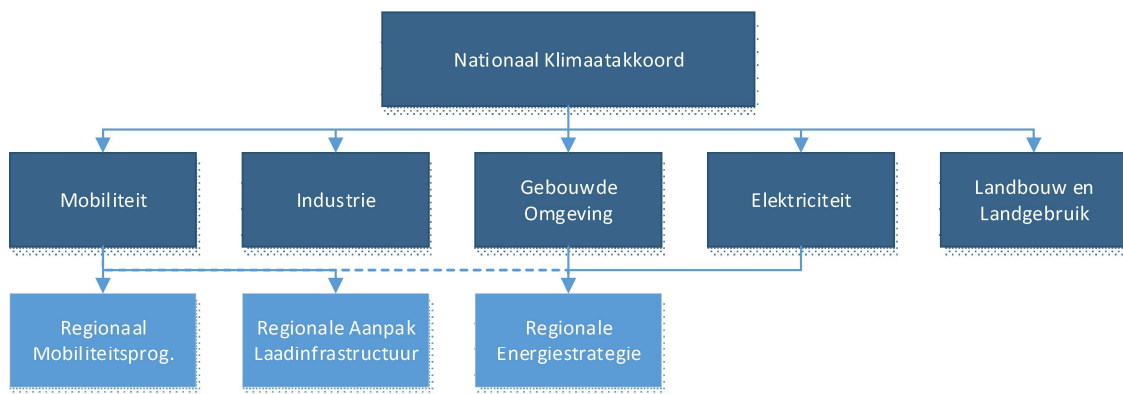 Nationaal Klimaatakkoord
Mobiliteit
Industrie
Gebouwde
Omgeving
Elektriciteit
Landbouw en
Landgebruik
Regionaal
Mobiliteitsprog.
Regionale Aanpak
Laadinfrastructuur
Regionale
Energiestrategie